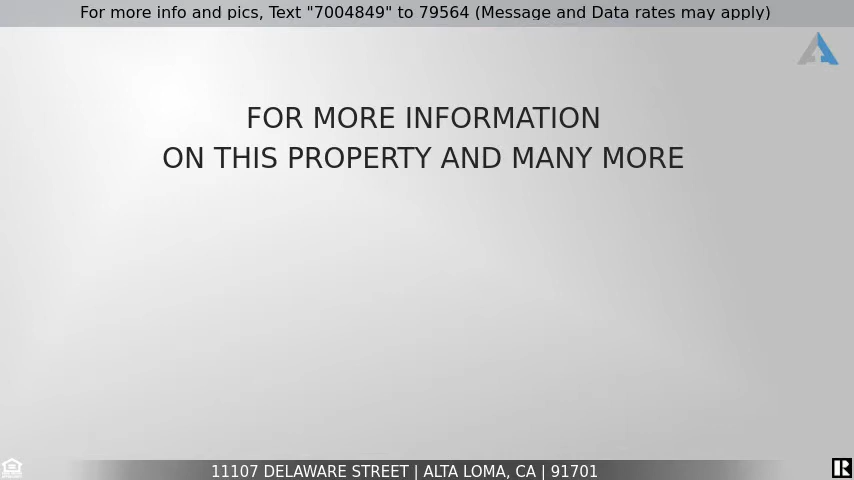 For more info and pics, Text "7004849" to 79564 (Message and Data rates may apply)
FOR MORE INFORMATION
ON THIS PROPERTY AND MANY MORE
11107 DELAWARE STREET | ALTA LOMA, CA | 91701